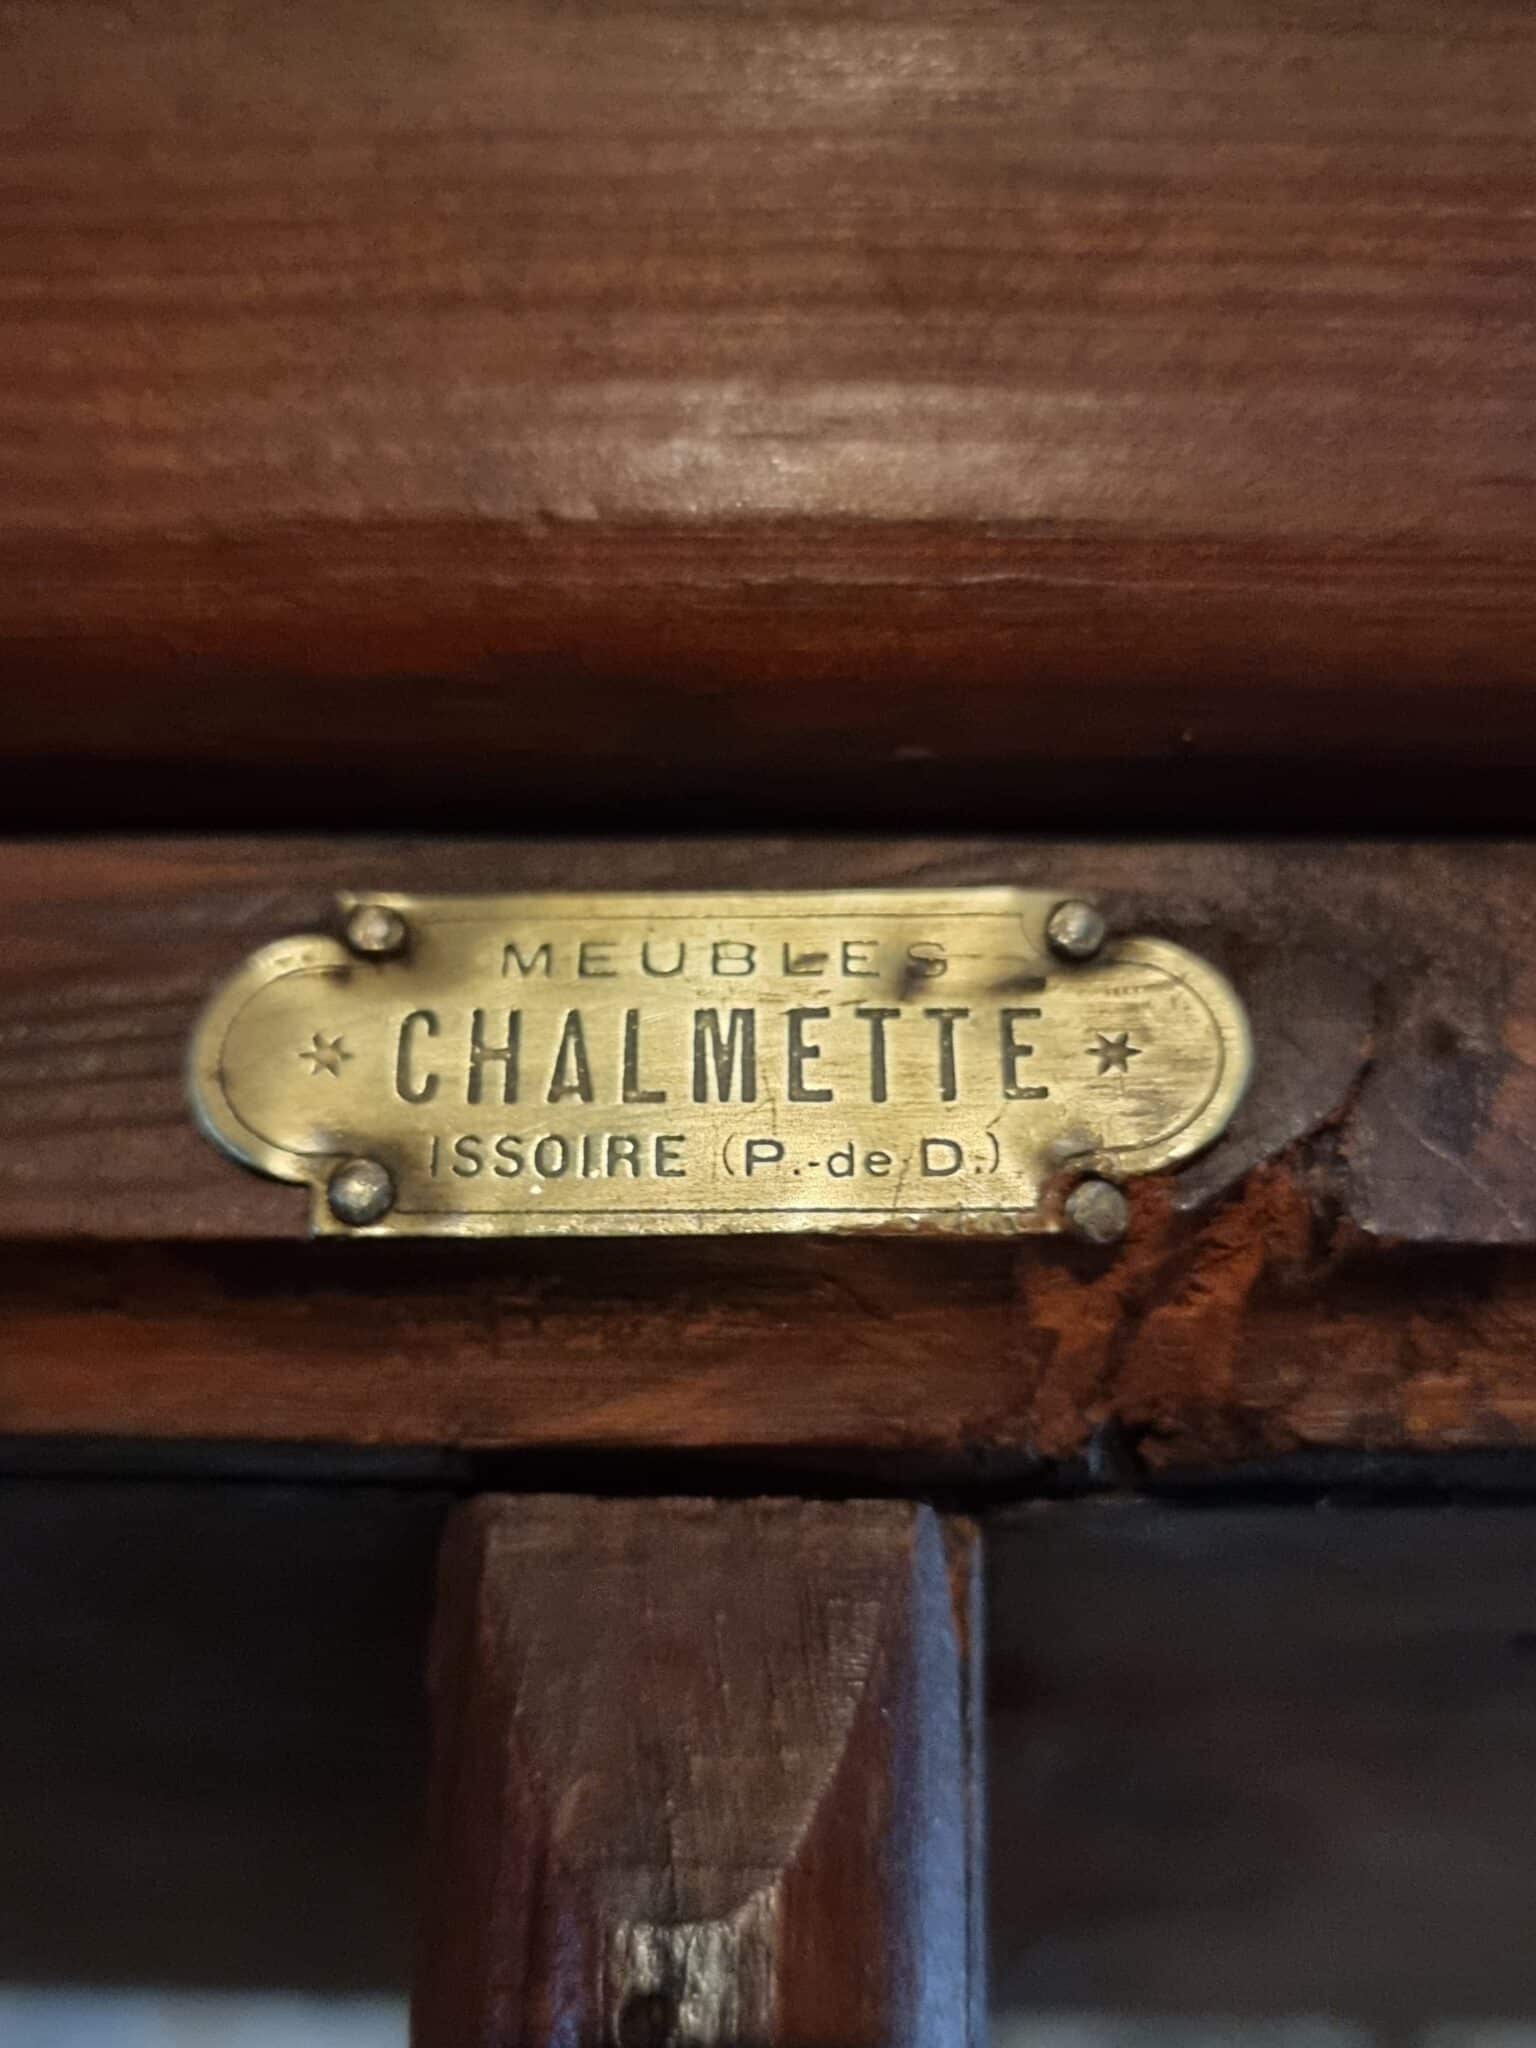 MEUBLES
CHALMETTE
ISSOIRE (P.-de D.)